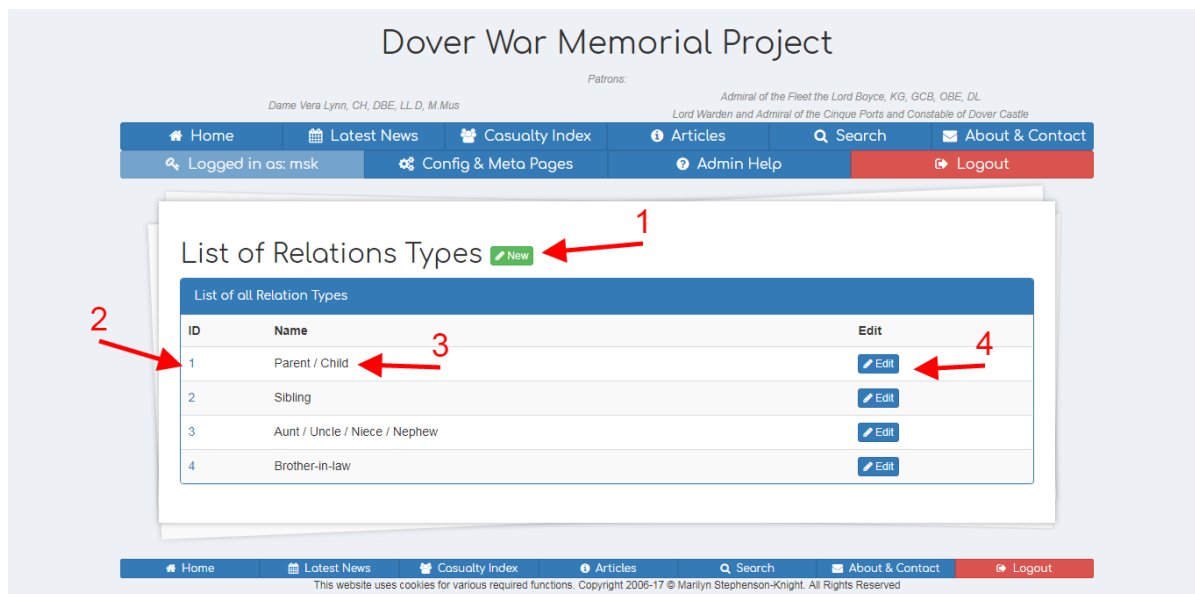 Dover War Memorial Project
Patrons:
Dame Vera Lynn, CH, DBE, LL.D, M.Mus
Admiral of the Fleet the Lord Boyce, KG, GCB, OBE, DL
Lord Warden and Admiral of the Cinque Ports and Constable of Dover Castle
Home Latest News Casualty Index Articles Search About & Contact
Logged in as: msk Config & Meta Pages Admin Help Logout
1
List of Relations Types New
List of all Relation Types
2
ID Name Edit
3
4
1 Parent / Child Edit
2 Sibling Edit
3 Aunt / Uncle / Niece / Nephew Edit
4 Brother-in-law Edit
Home Latest News Casualty Index Articles Search About & Contact Logout
This website uses cookies for various required functions. Copyright 2006-17 © Marilyn Stephenson-Knight. All Rights Reserved